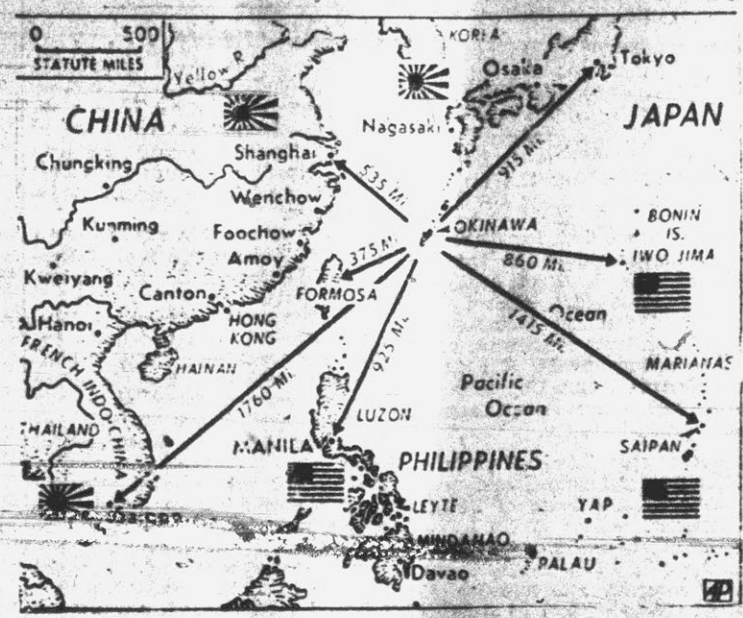 0 500
STATUTE MILES
Yellow R.
KOREA
Osaka
Tokyo
CHINA
JAPAN
Nagasaki
Shanghai
Chungking
535 Mi.
915 Mi.
Wenchow
Kunming
Foochow
OKINAWA
BONIN
IS.
Amoy
375 Mi.
860 Mi.
IWO JIMA
Kweiyang
Canton
FORMOSA
Hanoi
HONG
KONG
Ocean
1415 Mi.
FRENCH INDO-CHINA
HAINAN
925 Mi.
MARIANAS
1760 Mi.
Pacific
Ocean
LUZON
THAILAND
MANILA
PHILIPPINES
SAIPAN
LEYTE
YAP
MINDANAO
PALAU
Davao
AP